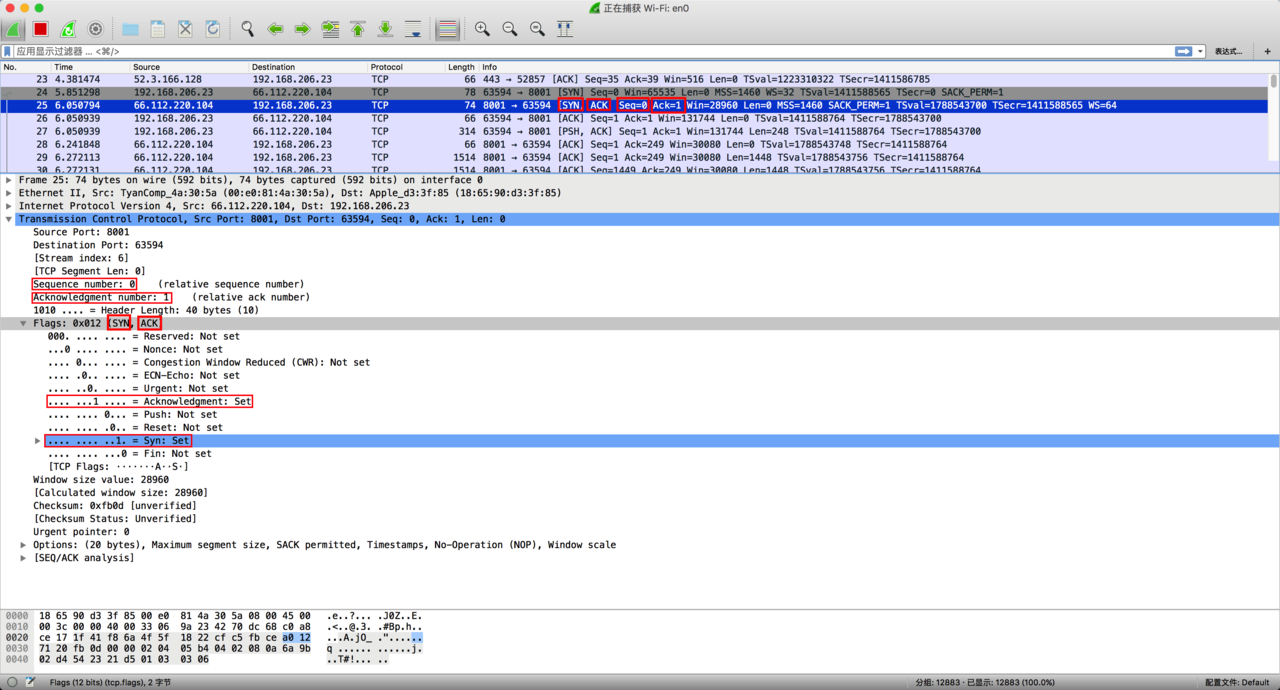 正在捕获 Wi-Fi: en0
应用显示过滤器 … <⌘/>
表达式… +
No. Time Source Destination Protocol Length Info
23 4.381474 52.3.166.128 192.168.206.23 TCP 66 443 → 52857 [ACK] Seq=35 Ack=39 Win=516 Len=0 TSval=1223310322 TSecr=1411586785
24 5.851298 192.168.206.23 66.112.220.104 TCP 78 63594 → 8001 [SYN] Seq=0 Win=65535 Len=0 MSS=1460 WS=32 TSval=1411588565 TSecr=0 SACK_PERM=1
25 6.050794 66.112.220.104 192.168.206.23 TCP 74 8001 → 63594 [SYN, ACK] Seq=0 Ack=1 Win=28960 Len=0 MSS=1460 SACK_PERM=1 TSval=1788543700 TSecr=1411588565 WS=64
26 6.050939 192.168.206.23 66.112.220.104 TCP 66 63594 → 8001 [ACK] Seq=1 Ack=1 Win=131744 Len=0 TSval=1411588764 TSecr=1788543700
27 6.050939 192.168.206.23 66.112.220.104 TCP 314 63594 → 8001 [PSH, ACK] Seq=1 Ack=1 Win=131744 Len=248 TSval=1411588764 TSecr=1788543700
28 6.241848 66.112.220.104 192.168.206.23 TCP 66 8001 → 63594 [ACK] Seq=1 Ack=249 Win=30080 Len=0 TSval=1788543748 TSecr=1411588764
29 6.272113 66.112.220.104 192.168.206.23 TCP 1514 8001 → 63594 [ACK] Seq=1 Ack=249 Win=30080 Len=1448 TSval=1788543756 TSecr=1411588764
30 6.272131 66.112.220.104 192.168.206.23 TCP 1514 8001 → 63594 [ACK] Seq=1449 Ack=249 Win=30080 Len=1448 TSval=1788543756 TSecr=1411588764
Frame 25: 74 bytes on wire (592 bits), 74 bytes captured (592 bits) on interface 0
Ethernet II, Src: TyanComp_4a:30:5a (00:e0:81:4a:30:5a), Dst: Apple_d3:3f:85 (18:65:90:d3:3f:85)
Internet Protocol Version 4, Src: 66.112.220.104, Dst: 192.168.206.23
Transmission Control Protocol, Src Port: 8001, Dst Port: 63594, Seq: 0, Ack: 1, Len: 0
Source Port: 8001
Destination Port: 63594
[Stream index: 6]
[TCP Segment Len: 0]
Sequence number: 0 (relative sequence number)
Acknowledgment number: 1 (relative ack number)
1010 .... = Header Length: 40 bytes (10)
Flags: 0x012 (SYN, ACK
000. .... .... = Reserved: Not set
...0 .... .... = Nonce: Not set
.... 0... .... = Congestion Window Reduced (CWR): Not set
.... .0.. .... = ECN-Echo: Not set
.... ..0. .... = Urgent: Not set
.... ...1 .... = Acknowledgment: Set
.... .... 0... = Push: Not set
.... .... .0.. = Reset: Not set
.... .... ..1. = Syn: Set
.... .... ...0 = Fin: Not set
[TCP Flags: ·······A··S·]
Window size value: 28960
[Calculated window size: 28960]
Checksum: 0xfb0d [unverified]
[Checksum Status: Unverified]
Urgent pointer: 0
Options: (20 bytes), Maximum segment size, SACK permitted, Timestamps, No-Operation (NOP), Window scale
[SEQ/ACK analysis]
0000 18 65 90 d3 3f 85 00 e0 81 4a 30 5a 08 00 45 00 .e..?... .J0Z..E.
0010 00 3c 00 00 40 00 33 06 9a 23 42 70 dc 68 c0 a8 .<..@.3. .#Bp.h..
0020 ce 17 1f 41 f8 6a 4f 5f 18 22 cf c5 fb ce a0 12 ...A.jO_ ."......
0030 71 20 fb 0d 00 00 02 04 05 b4 04 02 08 0a 6a 9b q ...... ......j.
0040 02 d4 54 23 21 d5 01 03 03 06 ..T#!... ..
Flags (12 bits) (tcp.flags), 2 字节
分组: 12883 · 已显示: 12883 (100.0%)
配置文件: Default